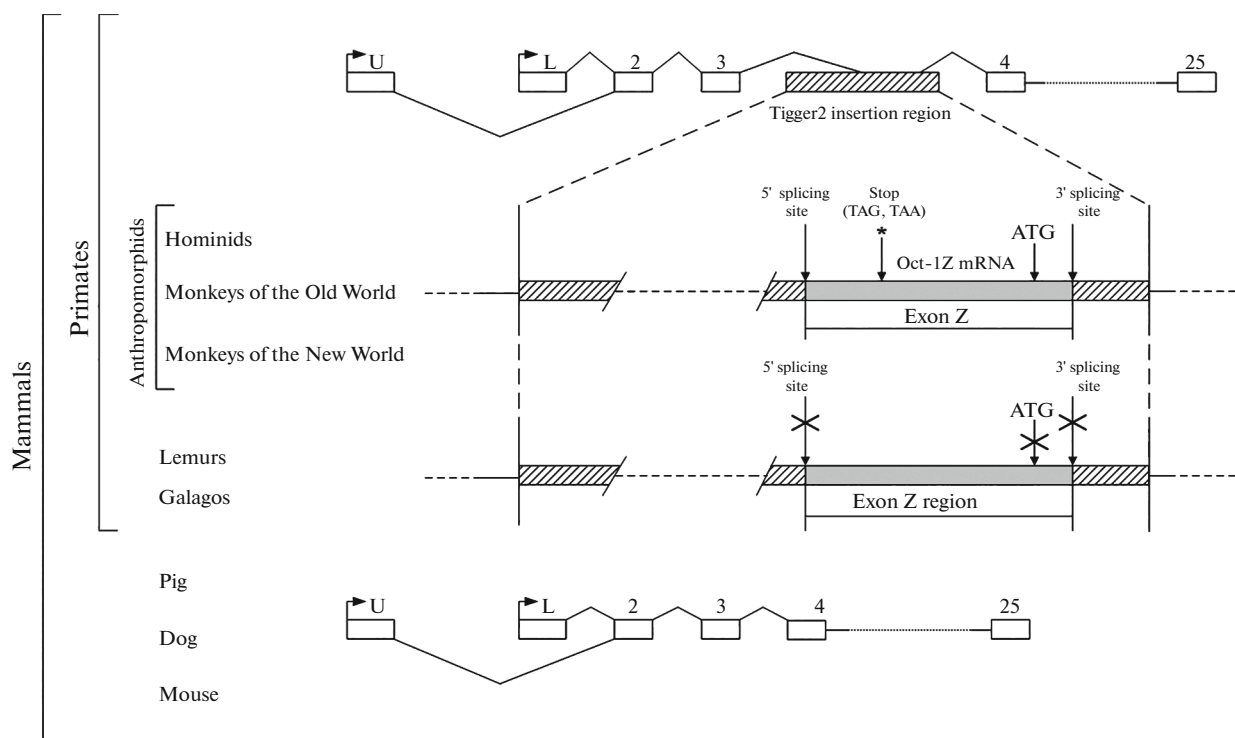 U L 2 3 4 25
Tigger2 insertion region
Mammals
Primates
Anthropomorphids
Hominids
Monkeys of the Old World
Monkeys of the New World
5' splicing
site
Stop
(TAG, TAA)
*
ATG
3' splicing
site
Oct-1Z mRNA
Exon Z
5' splicing
site
ATG
3' splicing
site
Lemurs
Galagos
Exon Z region
Pig
Dog
Mouse
U L 2 3 4 25